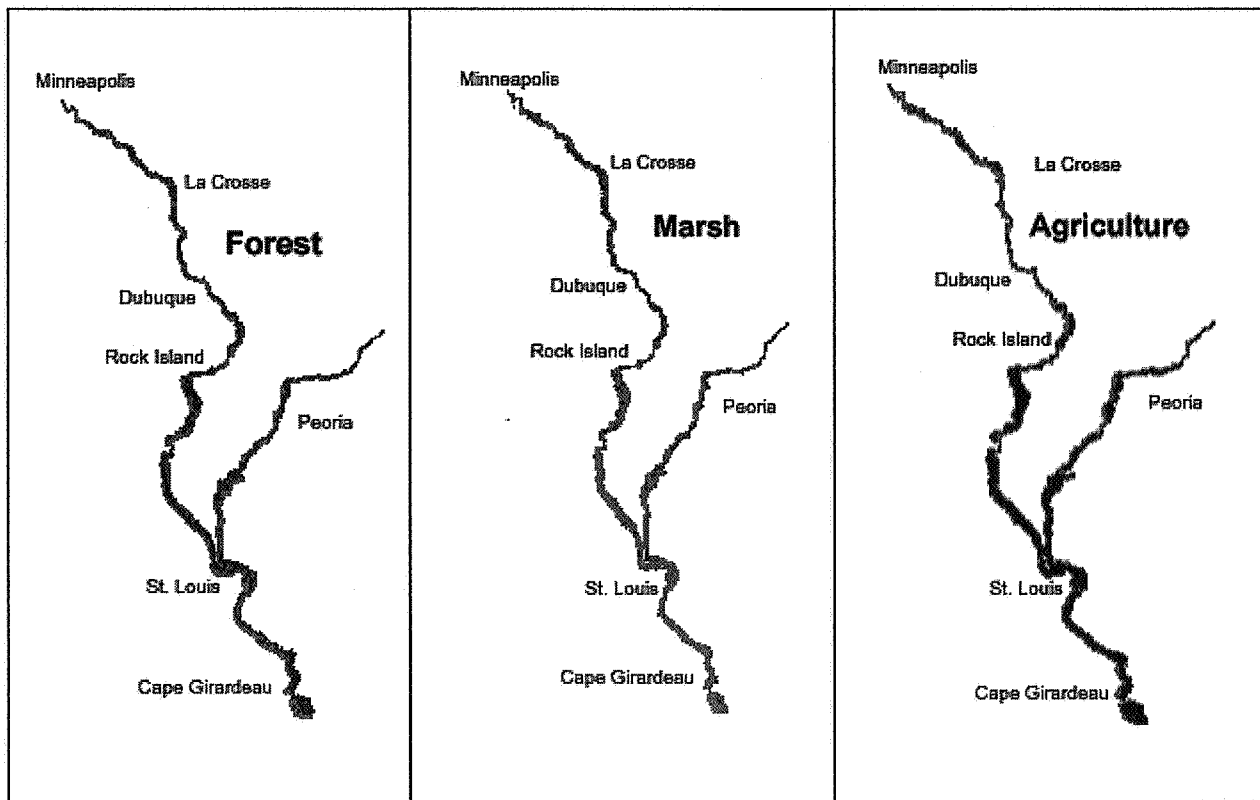 Minneapolis
La Crosse
Forest
Dubuque
Rock Island
Peoria
St. Louis
Cape Girardeau
Minneapolis
La Crosse
Marsh
Dubuque
Rock Island
Peoria
St. Louis
Cape Girardeau
Minneapolis
La Crosse
Agriculture
Dubuque
Rock Island
Peoria
St. Louis
Cape Girardeau